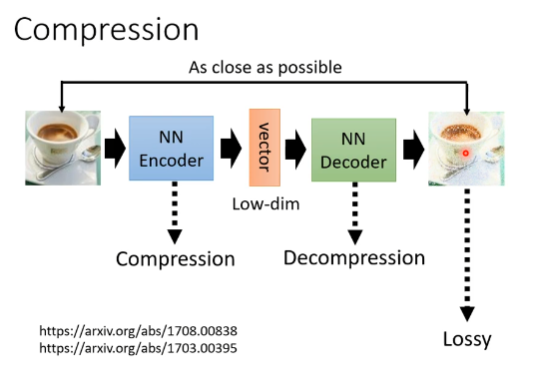 Compression
As close as possible
NN
Encoder
vector
NN
Decoder
Low-dim
Compression
Decompression
https://arxiv.org/abs/1708.00838
https://arxiv.org/abs/1703.00395
Lossy